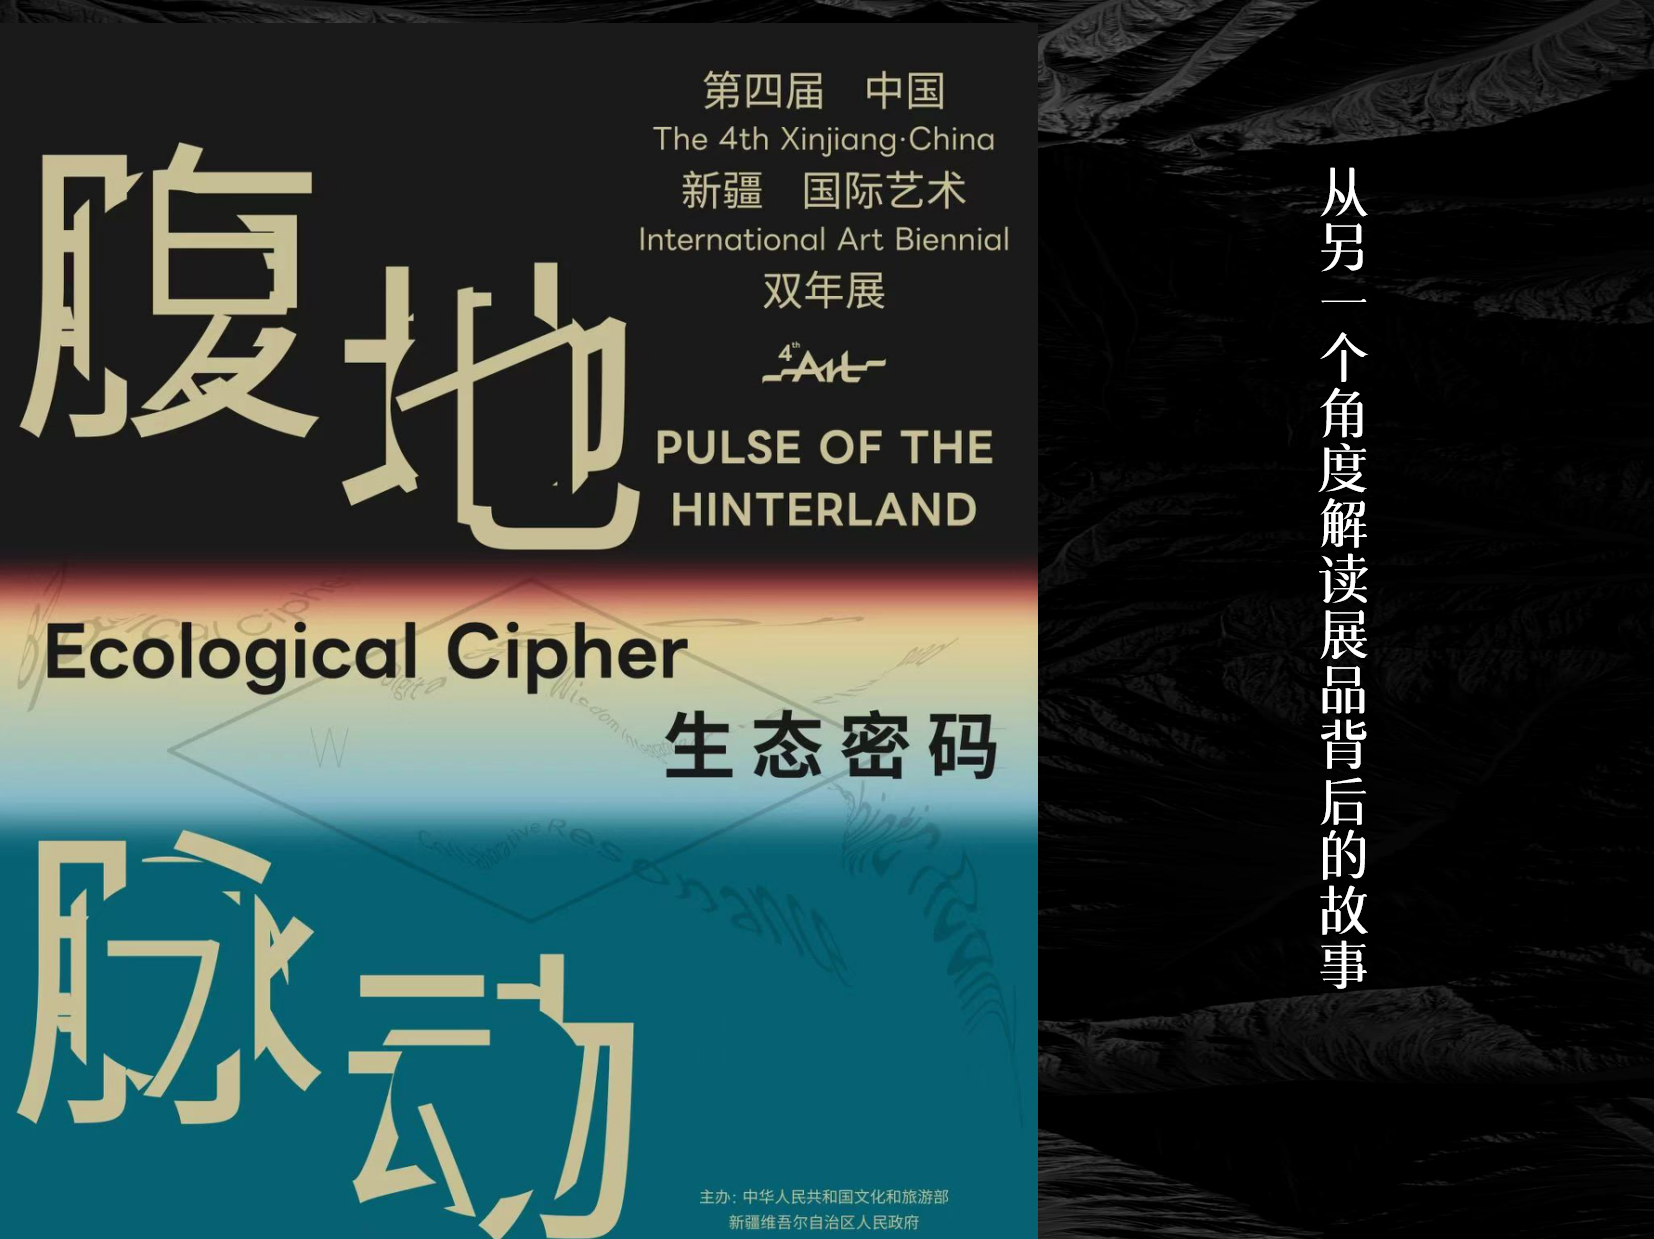 第四届 中国
The 4th Xinjiang·China
新疆 国际艺术
International Art Biennial
双年展
4th Art
腹地
PULSE OF THE
HINTERLAND
Ecological Cipher
生态密码
W
Resonance
脉动
主办: 中华人民共和国文化和旅游部
新疆维吾尔自治区人民政府
从另一个角度解读展品背后的故事